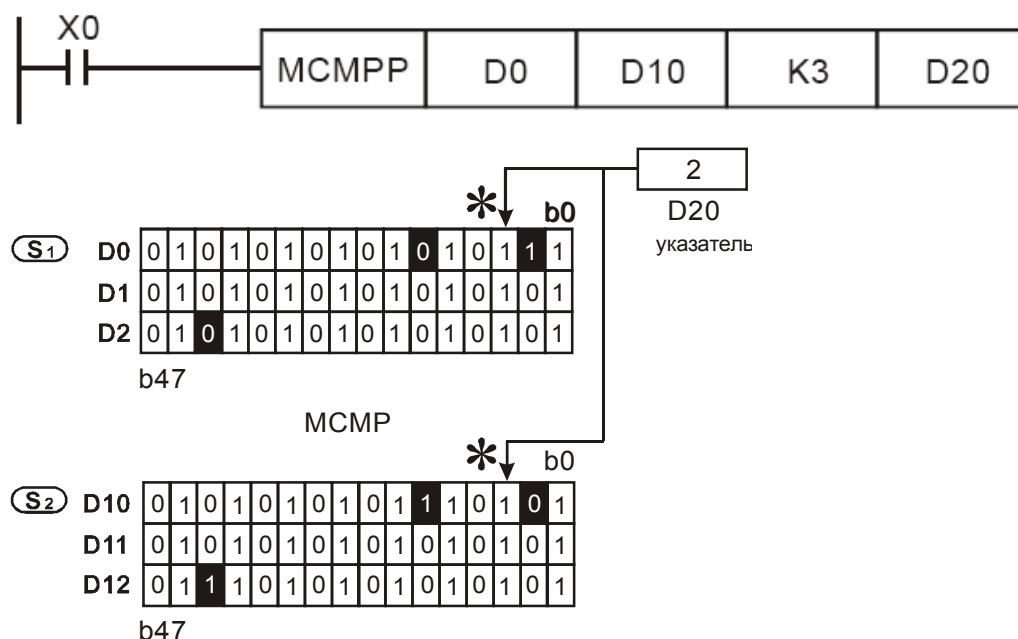 X0
MCMPP D0 D10 K3 D20
2
D20
указатель
* b0
S1 D0 0 1 0 1 0 1 0 1 0 1 0 1 0 1 1 1
D1 0 1 0 1 0 1 0 1 0 1 0 1 0 1 0 1
D2 0 1 0 1 0 1 0 1 0 1 0 1 0 1 0 1
b47
MCMP
* b0
S2 D10 0 1 0 1 0 1 0 1 0 1 1 1 0 1 0 1
D11 0 1 0 1 0 1 0 1 0 1 0 1 0 1 0 1
D12 0 1 1 1 0 1 0 1 0 1 0 1 0 1 0 1
b47